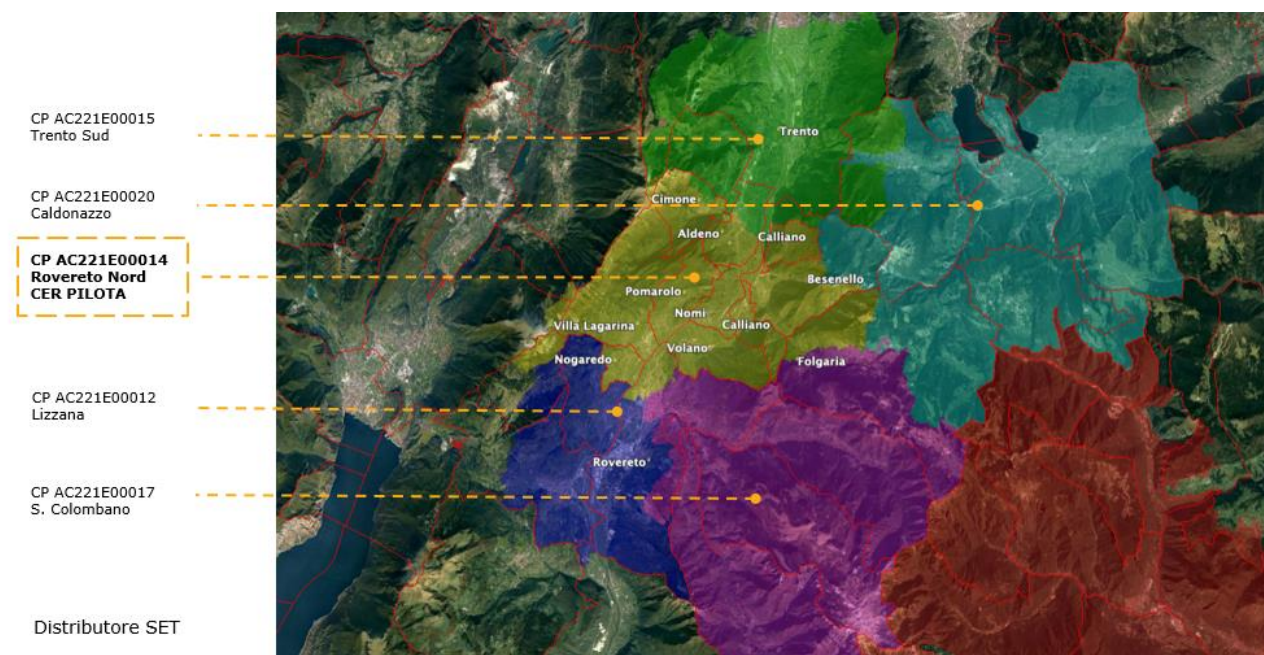 CP AC221E00015
Trento Sud
CP AC221E00020
Caldonazzo
CP AC221E00014
Rovereto Nord
CER PILOTA
CP AC221E00012
Lizzana
CP AC221E00017
S. Colombano
Distributore SET
Trento
Cimone
Aldeno
Calliano
Besenello
Pomarolo
Nomi
Villa Lagarina
Calliano
Volano
Nogaredo
Folgaria
Rovereto